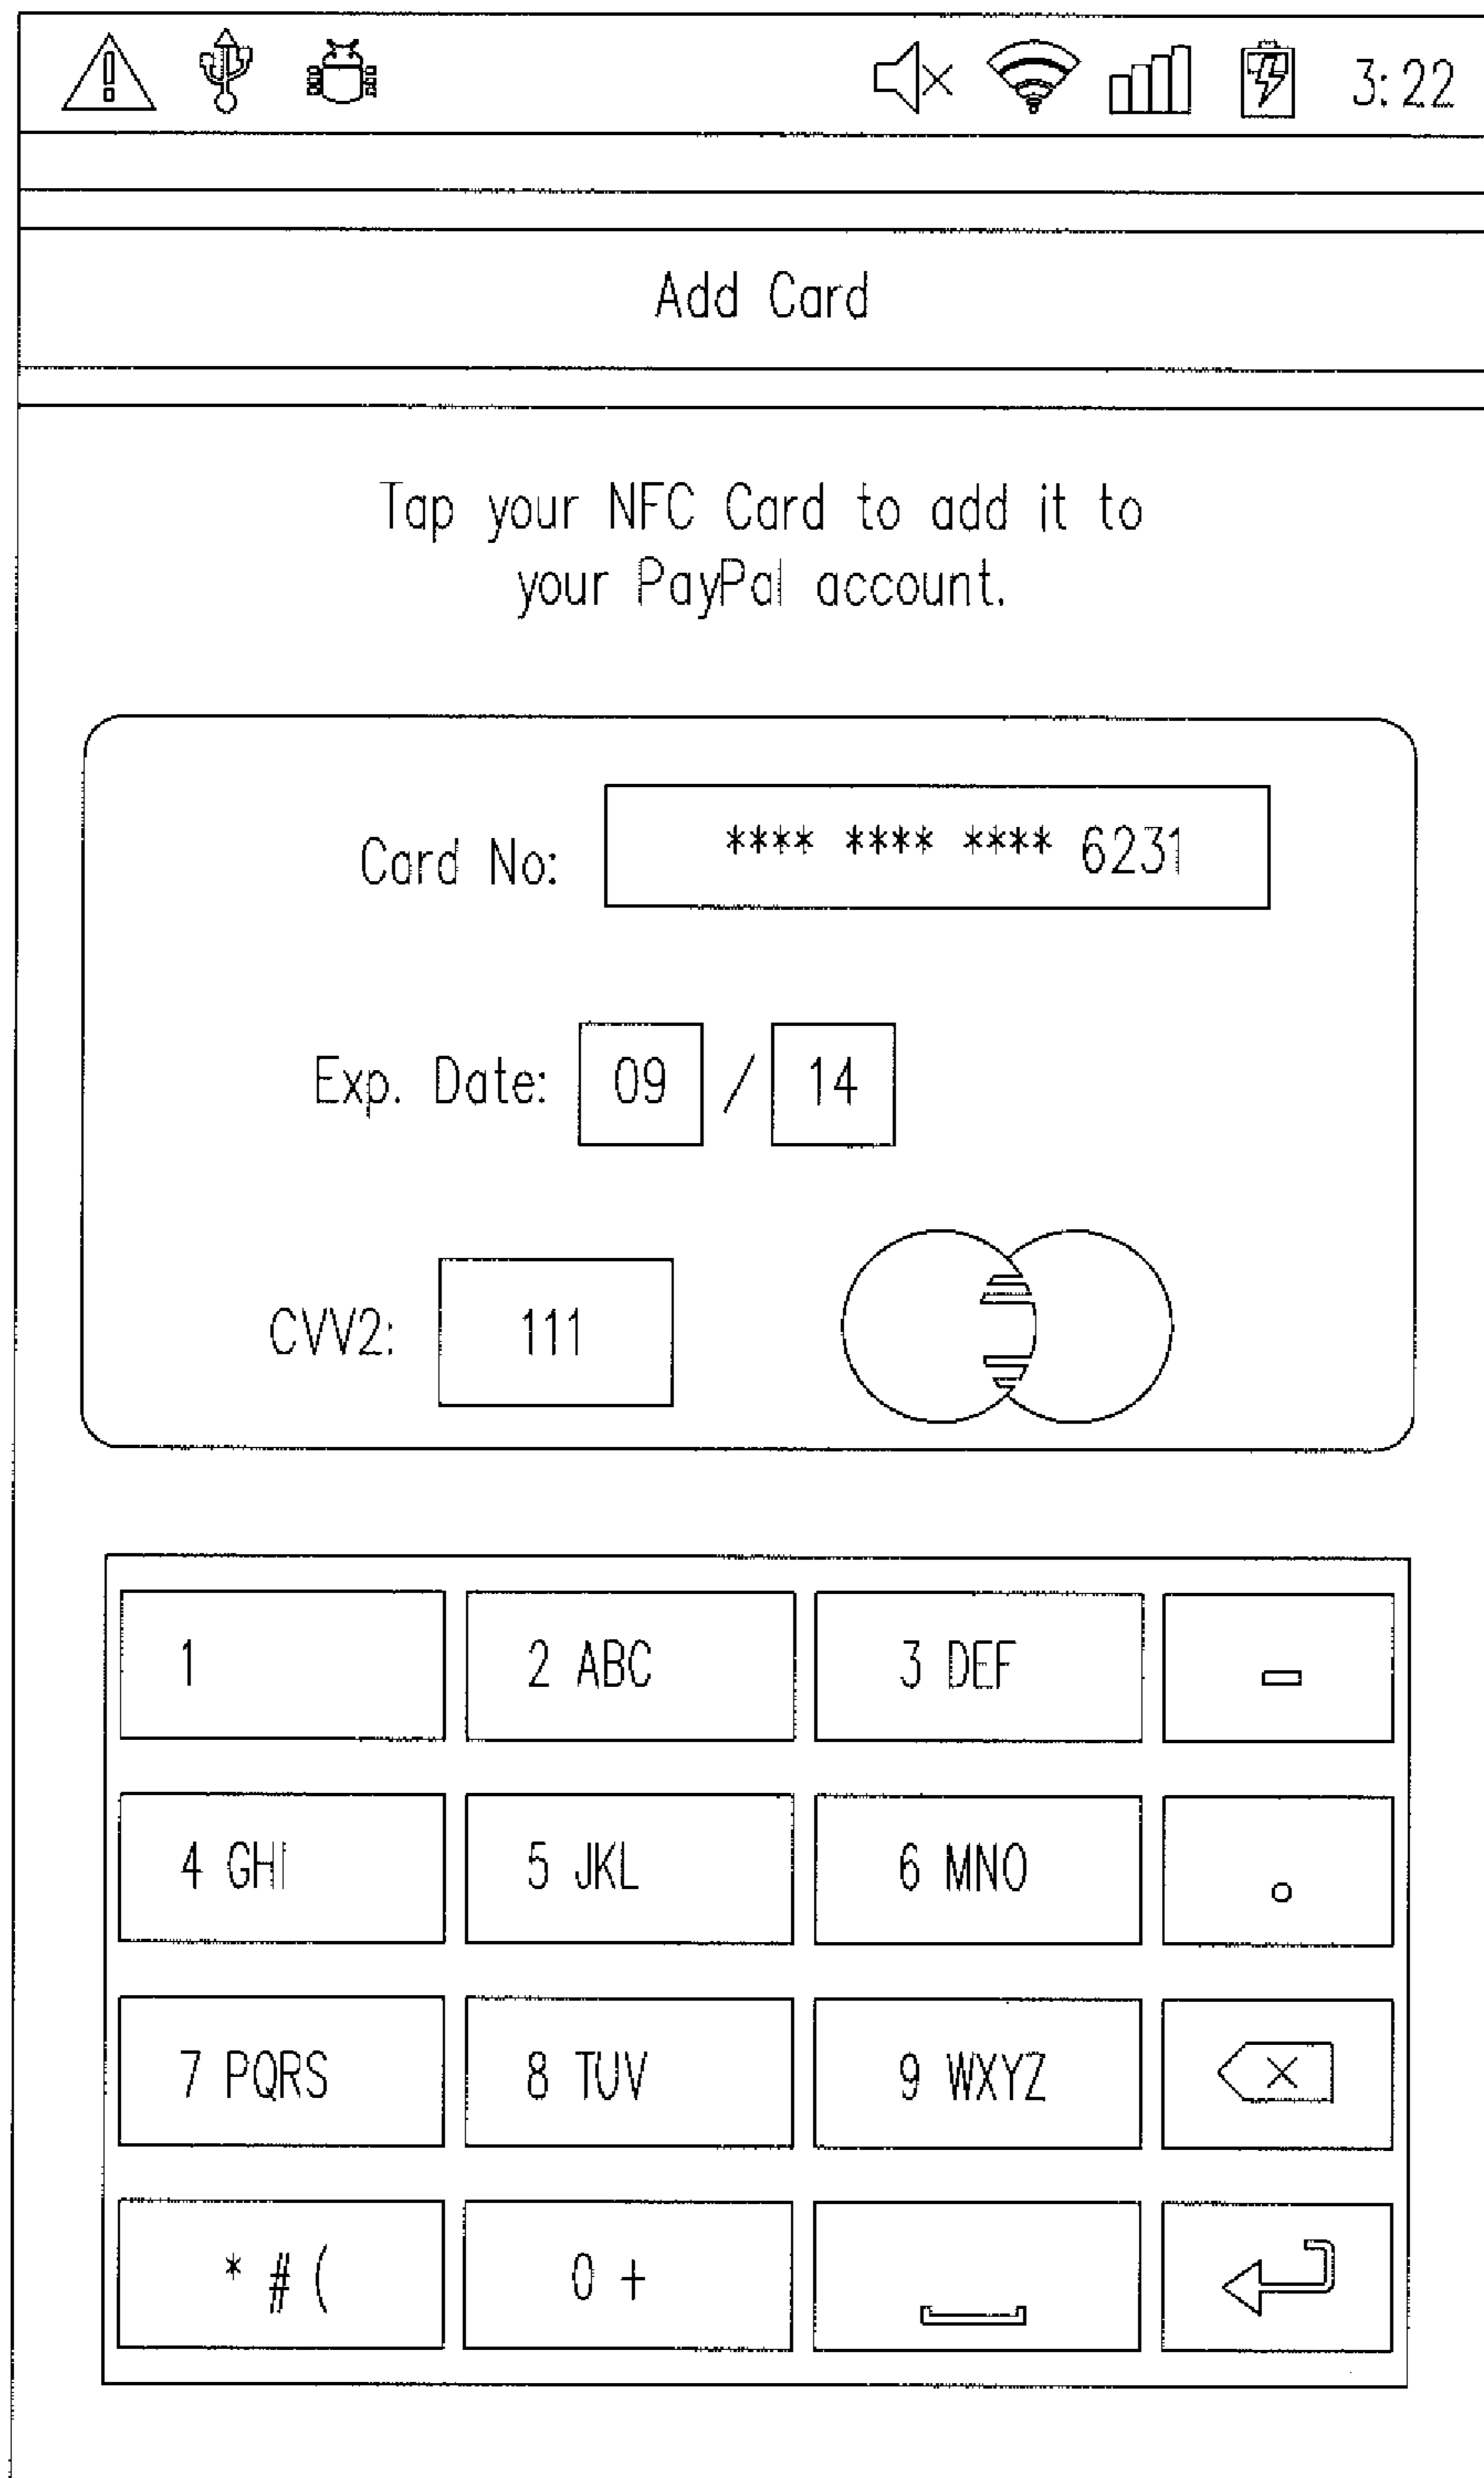 3:22
Add Card
Tap your NFC Card to add it to
your PayPal account.
Card No: **** **** **** 6231
Exp. Date: 09 / 14
CVV2: 111
1 2 ABC 3 DEF -
4 GHI 5 JKL 6 MNO .
7 PQRS 8 TUV 9 WXYZ
* # ( 0 +